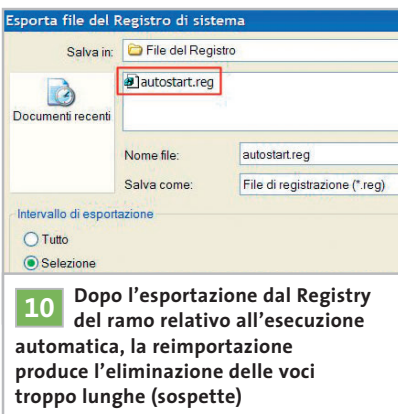 Esporta file del Registro di sistema
Salva in:
File del Registro
autostart.reg
Documenti recenti
Nome file:
autostart.reg
Salva come:
File di registrazione (*.reg)
Intervallo di esportazione
Tutto
Selezione
10 Dopo l'esportazione dal Registry
del ramo relativo all'esecuzione
automatica, la reimportazione
produce l'eliminazione delle voci
troppo lunghe (sospette)